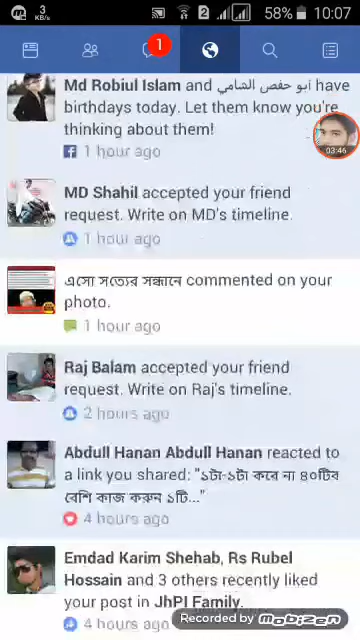 3
KB/s
2
58%
10:07
1
Md Robiul Islam and ابو حفص الشامي have
birthdays today. Let them know you're
thinking about them!
1 hour ago
03:46
MD Shahil accepted your friend
request. Write on MD's timeline.
1 hour ago
এসো সত্যের সন্ধানে commented on your
photo.
1 hour ago
Raj Balam accepted your friend
request. Write on Raj's timeline.
2 hours ago
Abdull Hanan Abdull Hanan reacted to
a link you shared: "১টা-১টা করে না ৪০টির
বেশি কাজ করুন ১টি..."
4 hours ago
Emdad Karim Shehab, Rs Rubel
Hossain and 3 others recently liked
your post in JhPI Family.
4 hours ago
Recorded by MOBIZEN